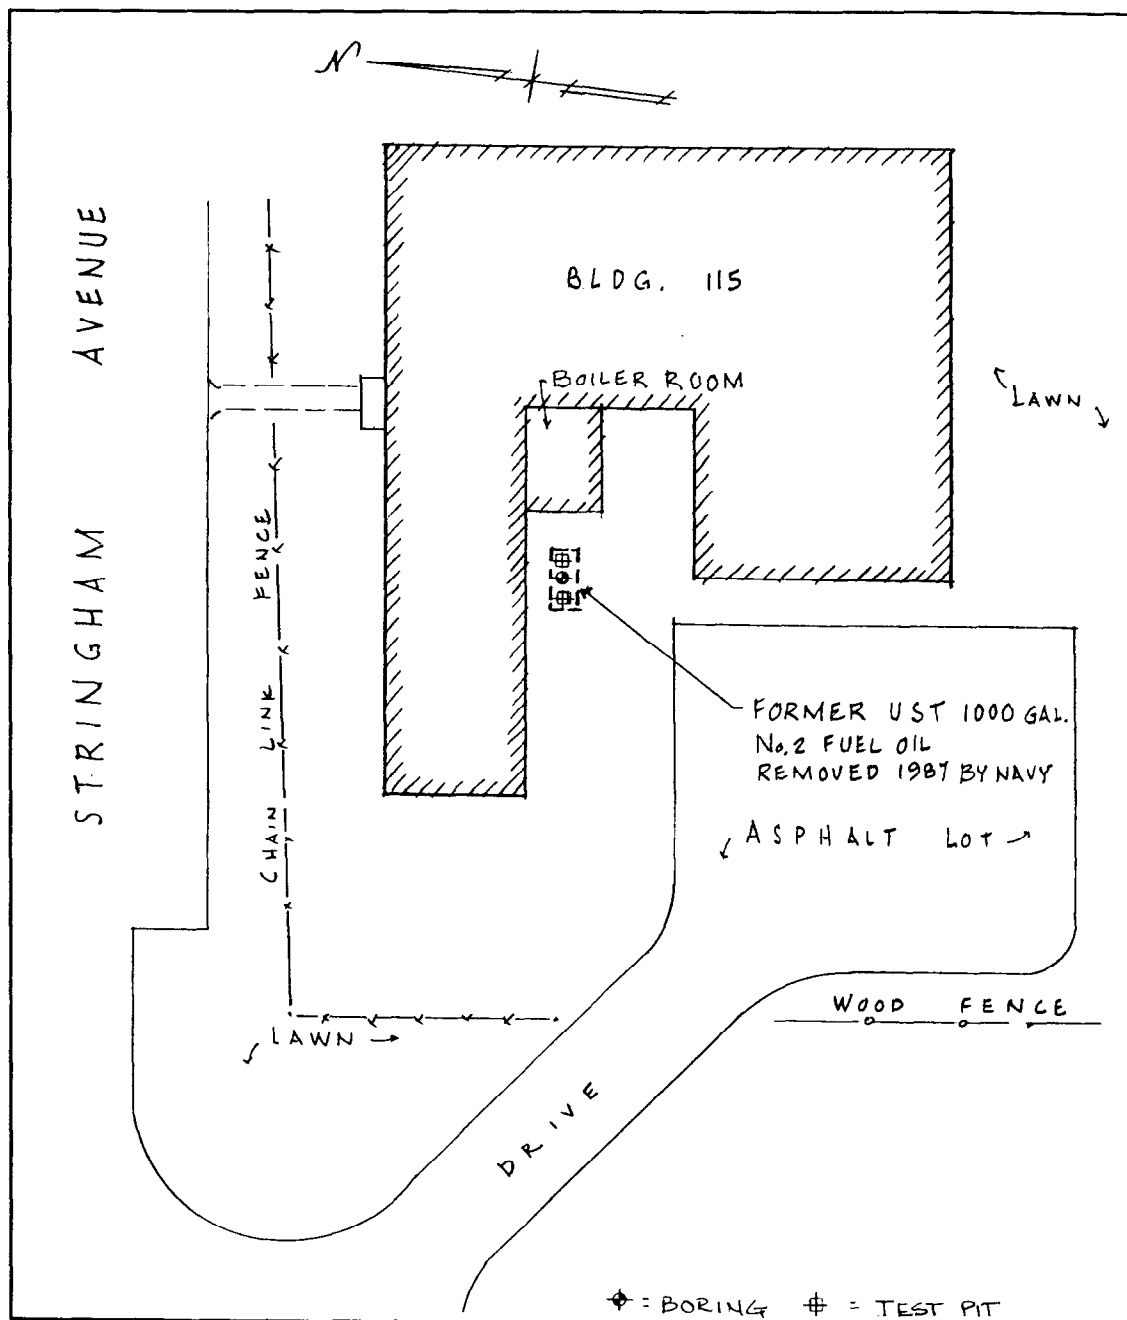 N
STRINGHAM AVENUE
BLDG. 115
BOILER ROOM
LAWN
CHAIN LINK FENCE
FORMER UST 1000 GAL.
No. 2 FUEL OIL
REMOVED 1987 BY NAVY
ASPHALT LOT
WOOD FENCE
LAWN
DRIVE
= BORING = TEST PIT